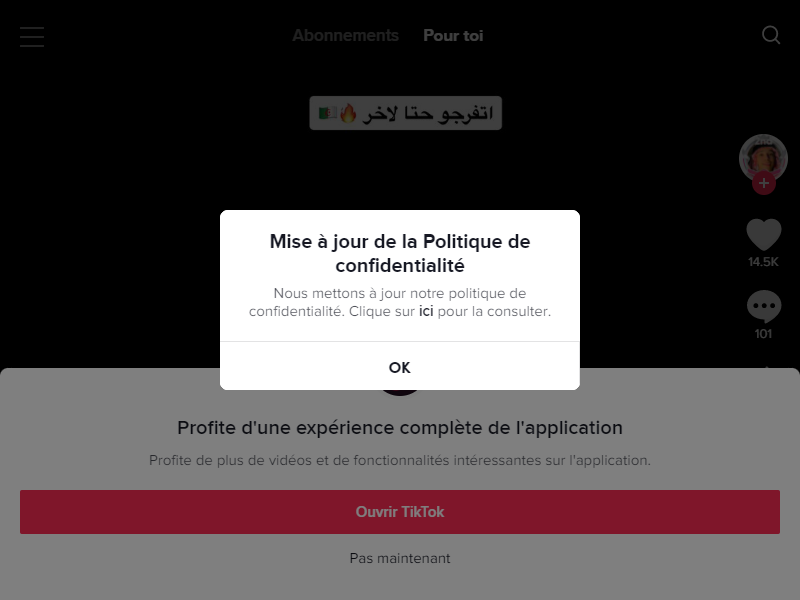 Abonnements
Pour toi
اتفرجو حتا لاخر 🔥🇩🇿
14.5K
101
Mise à jour de la Politique de
confidentialité
Nous mettons à jour notre politique de
confidentialité. Clique sur ici pour la consulter.
OK
Profite d'une expérience complète de l'application
Profite de plus de vidéos et de fonctionnalités intéressantes sur l'application.
Ouvrir TikTok
Pas maintenant